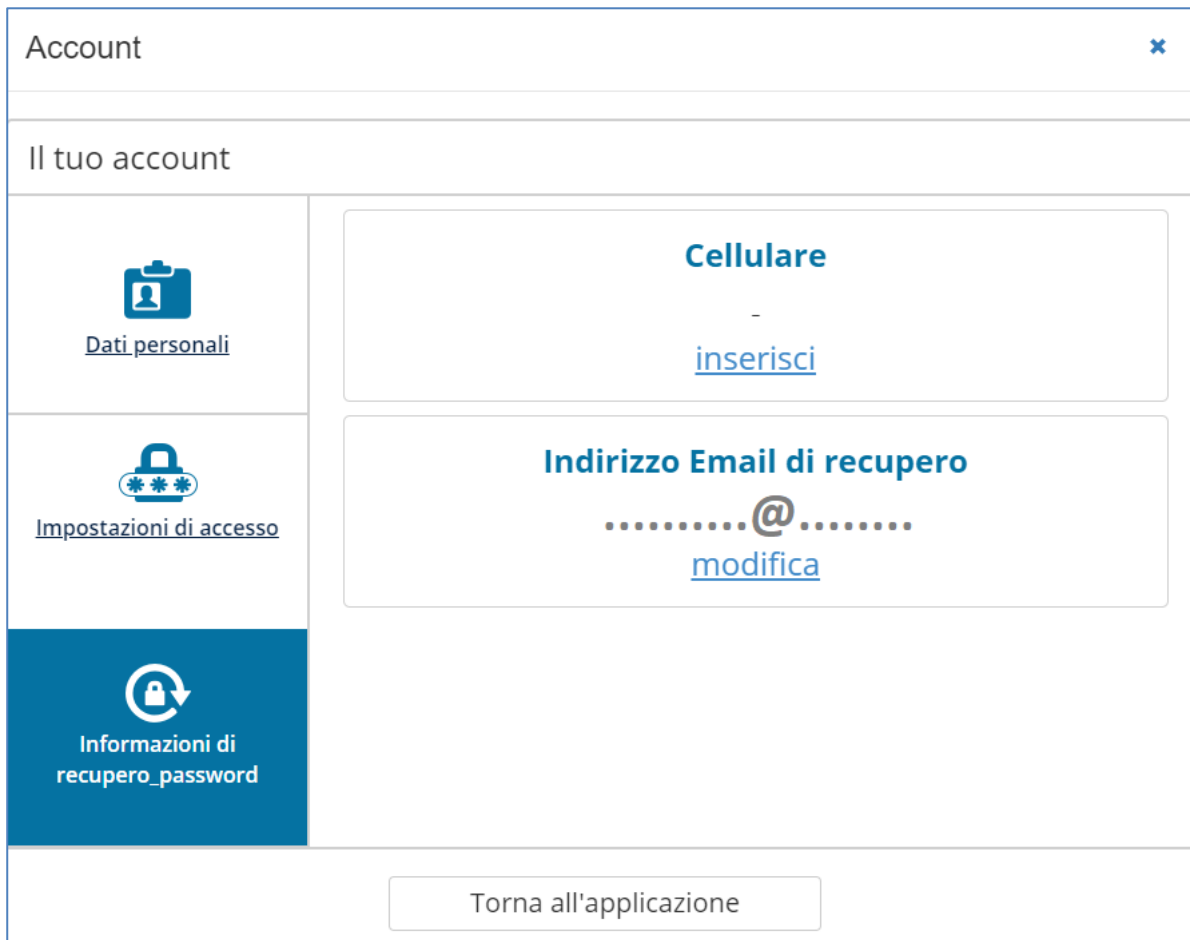 Account
Il tuo account
Dati personali
Impostazioni di accesso
Informazioni di
recupero_password
Cellulare
-
inserisci
Indirizzo Email di recupero
..........@........
modifica
Torna all'applicazione